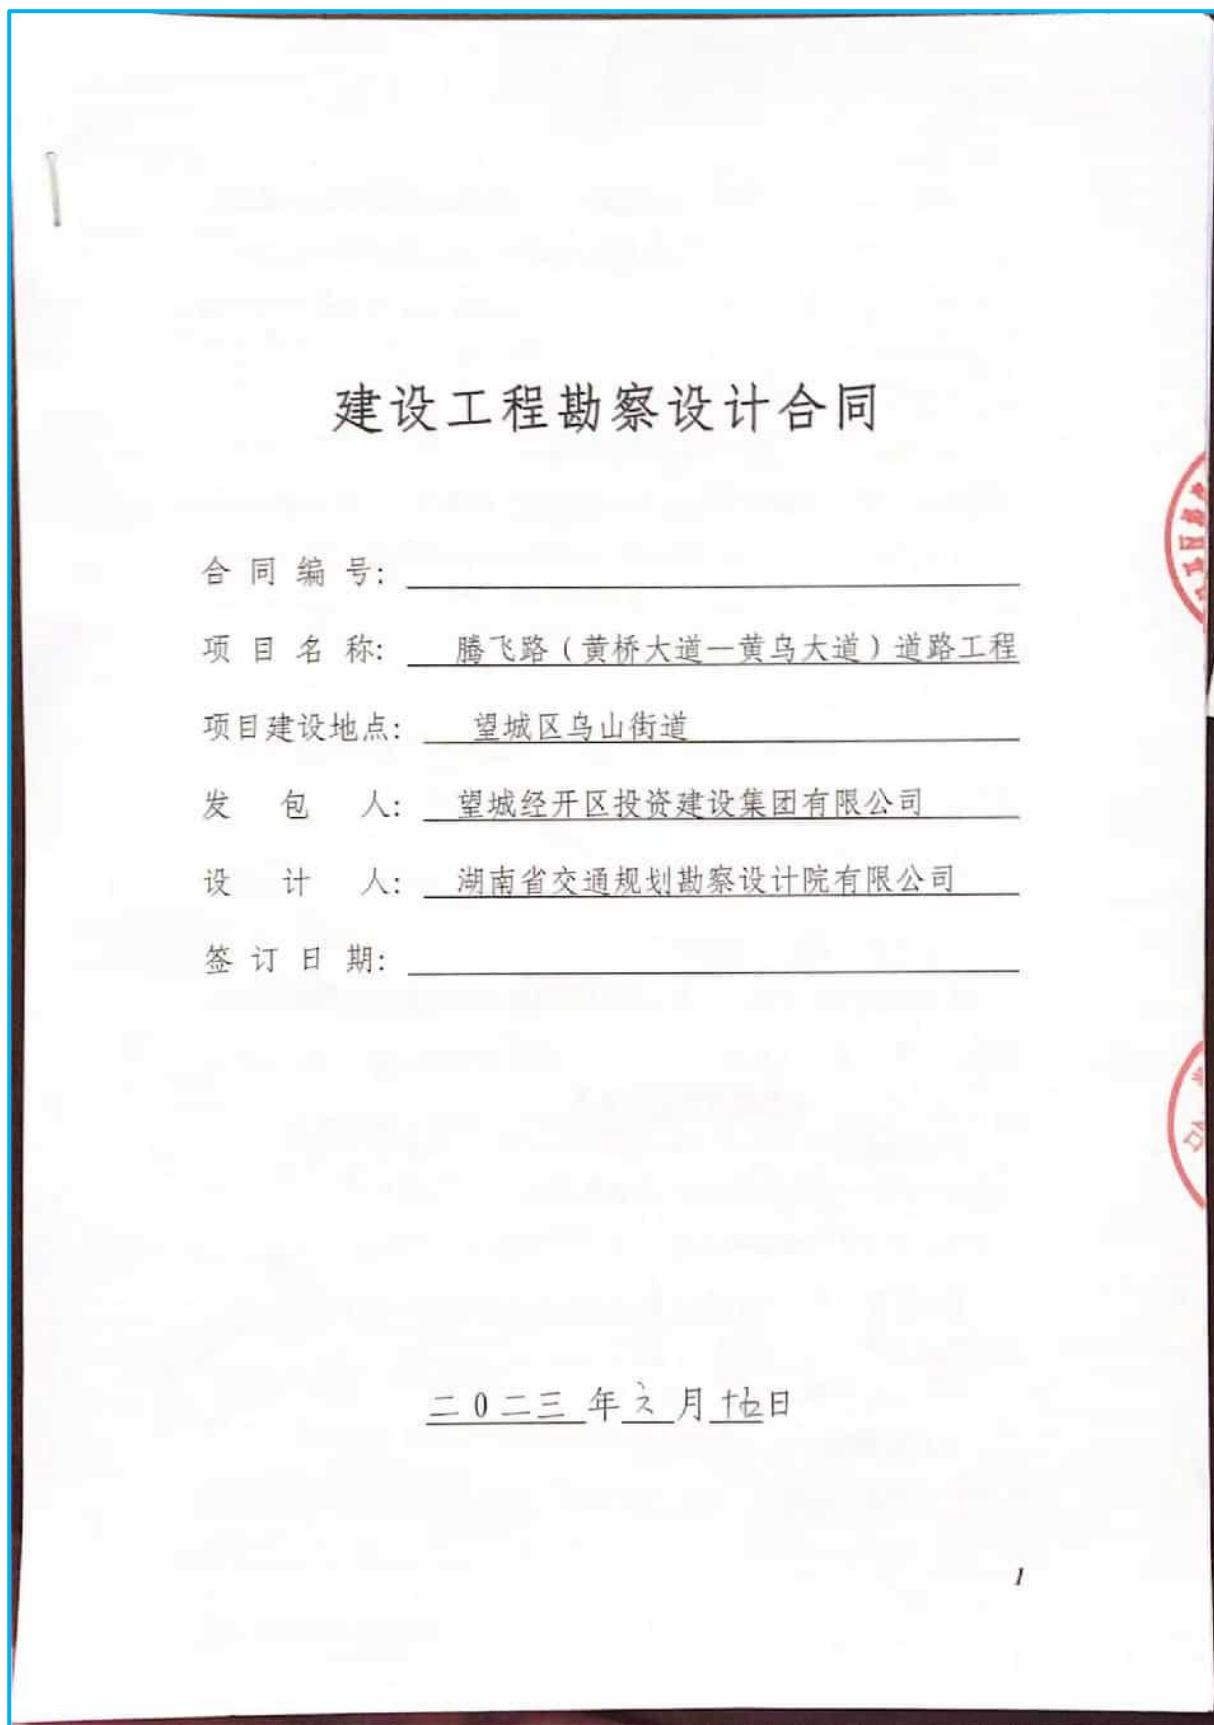 建设工程勘察设计合同
合同编号:
项目名称: 腾飞路（黄桥大道—黄乌大道）道路工程
项目建设地点: 望城区乌山街道
发包人: 望城经开区投资建设集团有限公司
设计人: 湖南省交通规划勘察设计院有限公司
签订日期:
二0二三年六月十五日
1